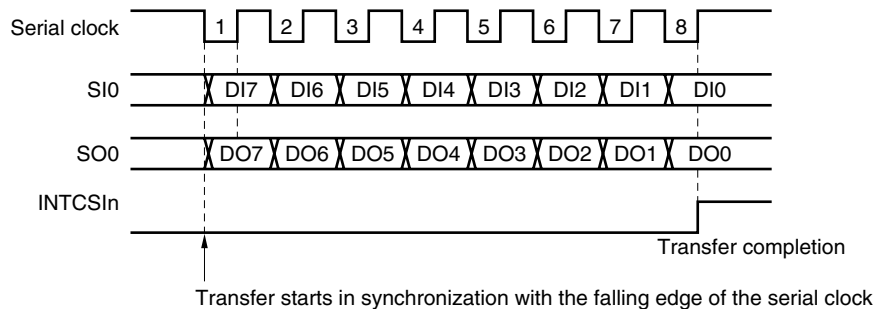 Serial clock 1 2 3 4 5 6 7 8
SI0 DI7 DI6 DI5 DI4 DI3 DI2 DI1 DI0
SO0 DO7 DO6 DO5 DO4 DO3 DO2 DO1 DO0
INTCSIn
Transfer completion
Transfer starts in synchronization with the falling edge of the serial clock